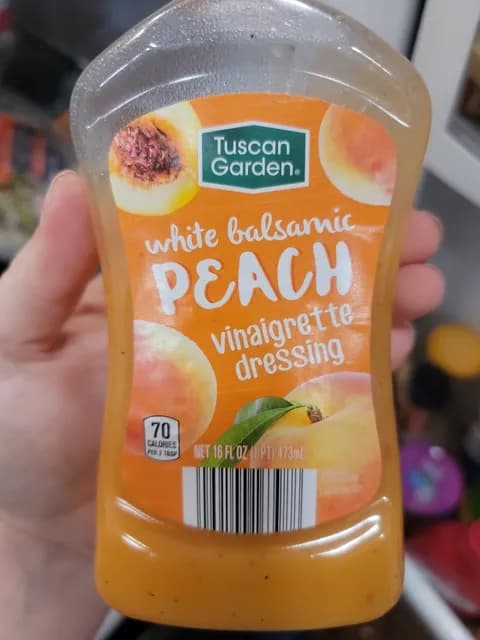 Tuscan
Garden®
white balsamic
PEACH
vinaigrette
dressing
70
CALORIES
PER 2 TBSP
NET 16 FL OZ (1 PT) 473mL